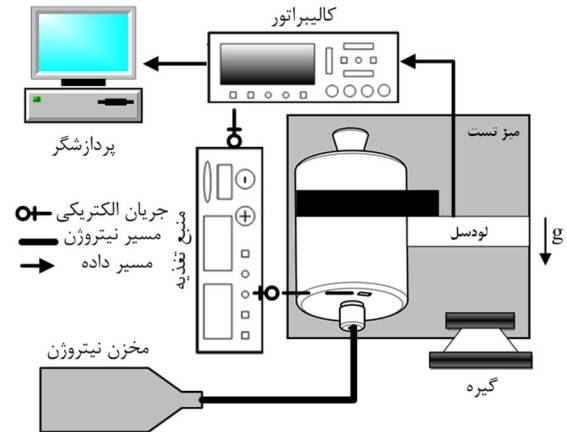 کالیبراتور
پردازشگر
میز تست
جریان الکتریکی
مسیر نیتروژن
مسیر داده
منبع تغذیه
لودسل
g
گیره
مخزن نیتروژن